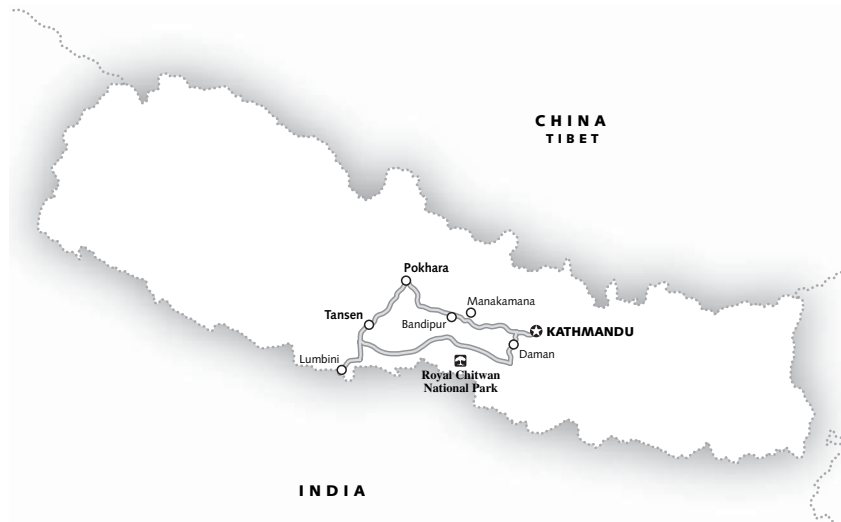 CHINA
TIBET
Pokhara
Manakamana
Tansen
Bandipur
KATHMANDU
Lumbini
Daman
Royal Chitwan
National Park
INDIA